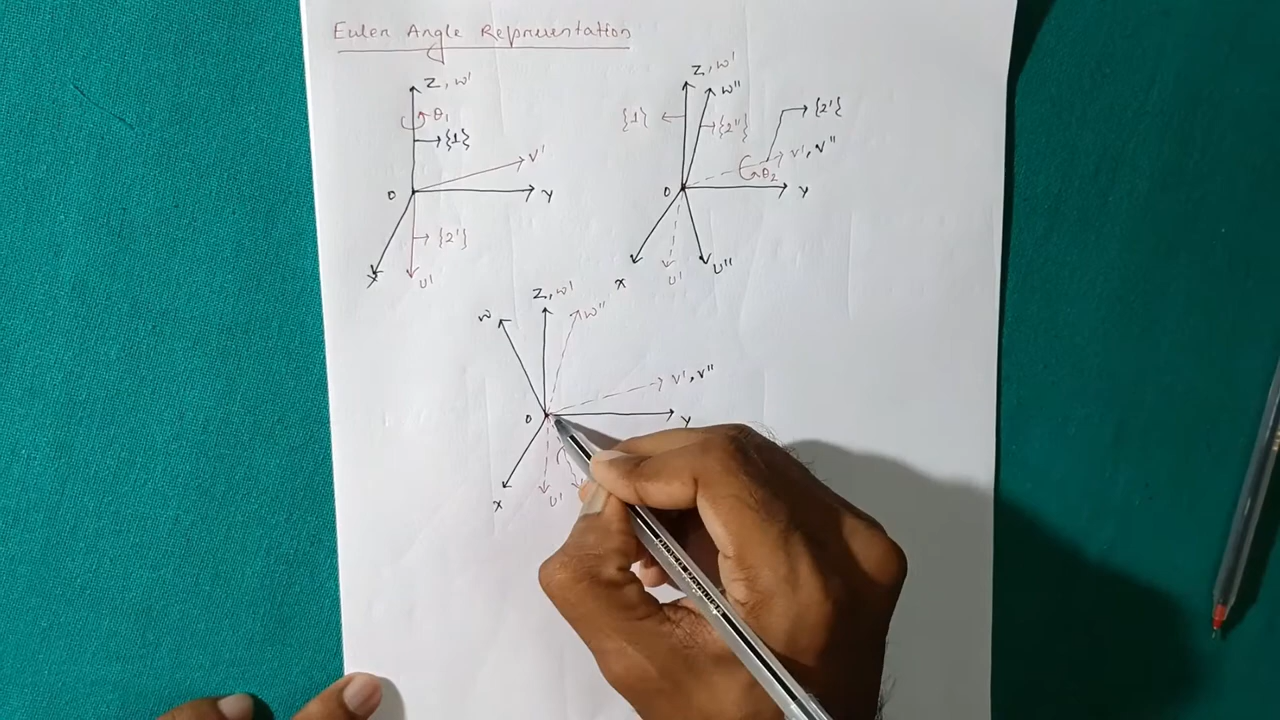 Euler Angle Representation
Z, w'
θ₁
{1}
v'
O
Y
{2'}
X
U'
Z, w'
w''
{1}
{2''}
{2'}
v', v''
θ₂
O
Y
X
U'
U''
Z, w'
w
w''
v', v''
O
Y
X
U'